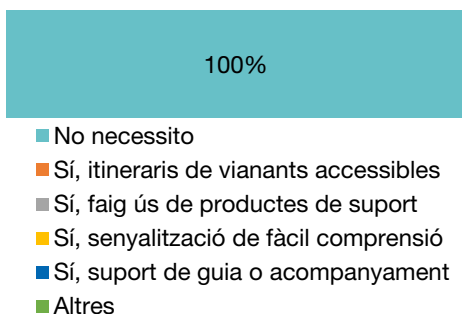 100%
No necessito
Sí, itineraris de vianants accessibles
Sí, faig ús de productes de suport
Sí, senyalització de fàcil comprensió
Sí, suport de guia o acompanyament
Altres